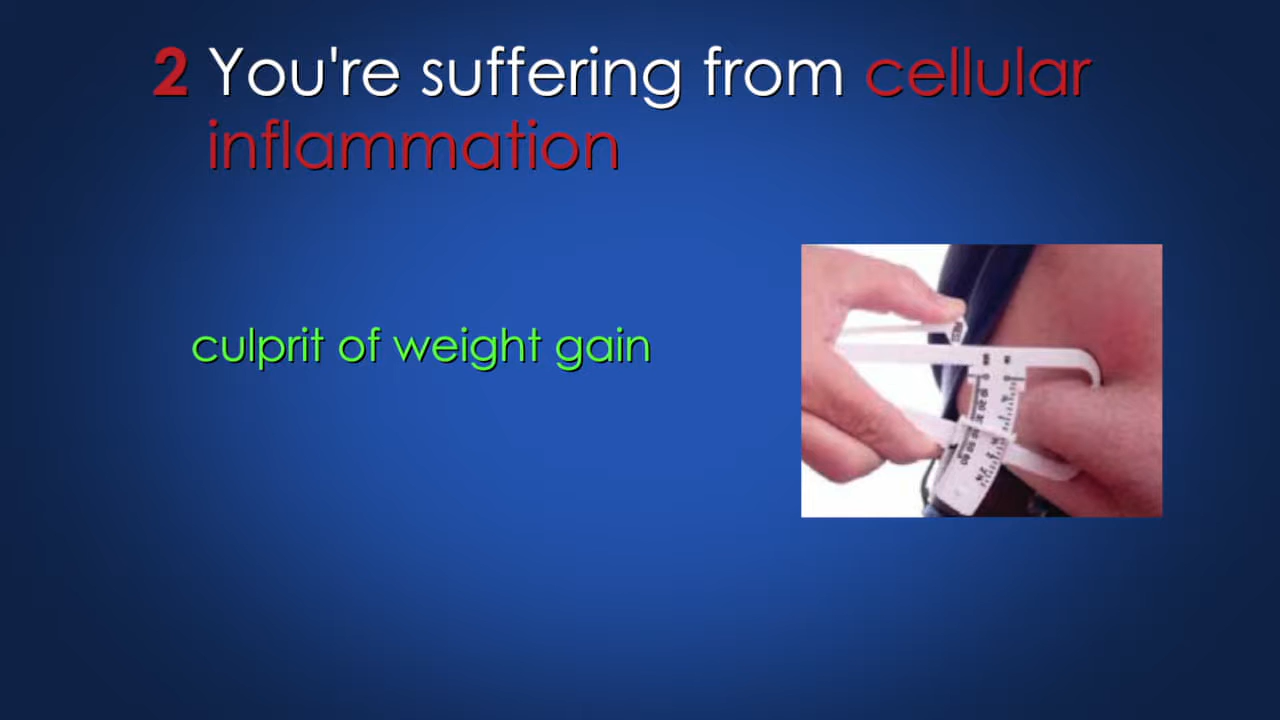 2 You're suffering from cellular
inflammation
culprit of weight gain